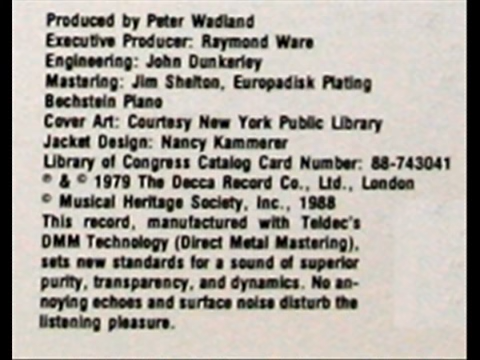 Produced by Peter Wadland
Executive Producer: Raymond Ware
Engineering: John Dunkerley
Mastering: Jim Shelton, Europadisk Plating
Bechstein Piano
Cover Art: Courtesy New York Public Library
Jacket Design: Nancy Kammerer
Library of Congress Catalog Card Number: 88-743041
℗ & © 1979 The Decca Record Co., Ltd., London
© Musical Heritage Society, Inc., 1988
This record, manufactured with Teldec's
DMM Technology (Direct Metal Mastering),
sets new standards for a sound of superior
purity, transparency, and dynamics. No an-
noying echoes and surface noise disturb the
listening pleasure.